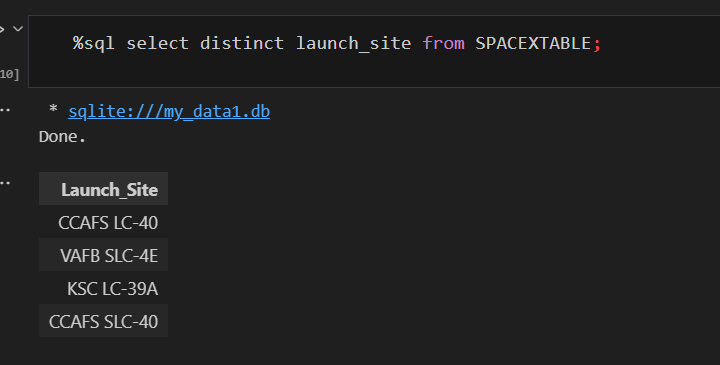 %sql select distinct launch_site from SPACEXTABLE;
10]
* sqlite:///my_data1.db
Done.
Launch_Site
CCAFS LC-40
VAFB SLC-4E
KSC LC-39A
CCAFS SLC-40